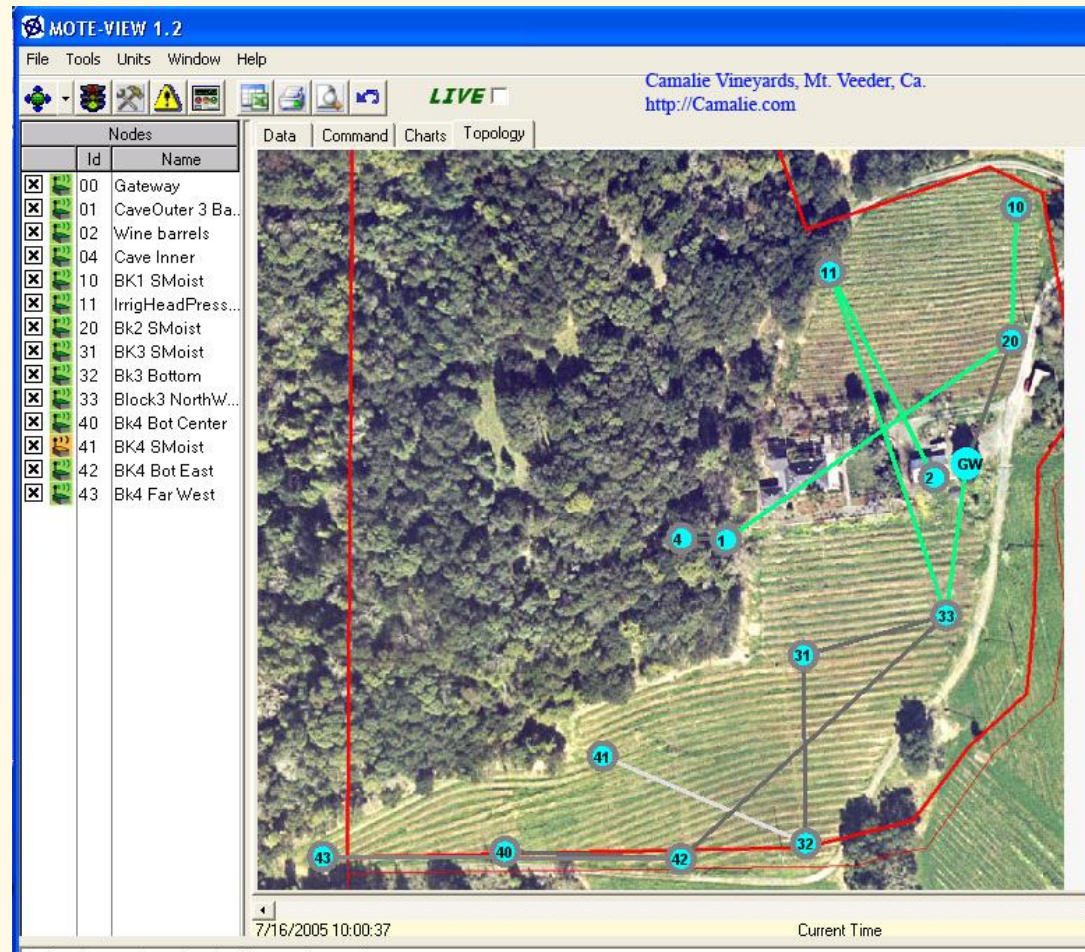 MOTE-VIEW 1.2
File Tools Units Window Help
LIVE
Camalie Vineyards, Mt. Veeder, Ca.
http://Camalie.com
Nodes
Id Name
00 Gateway
01 CaveOuter 3 Ba..
02 Wine barrels
04 Cave Inner
10 BK1 SMoist
11 IrrigHeadPress...
20 Bk2 SMoist
31 BK3 SMoist
32 Bk3 Bottom
33 Block3 NorthW...
40 Bk4 Bot Center
41 BK4 SMoist
42 BK4 Bot East
43 Bk4 Far West
Data Command Charts Topology
10
11
20
2 GW
4 1
33
31
41
32
43 40 42
7/16/2005 10:00:37 Current Time